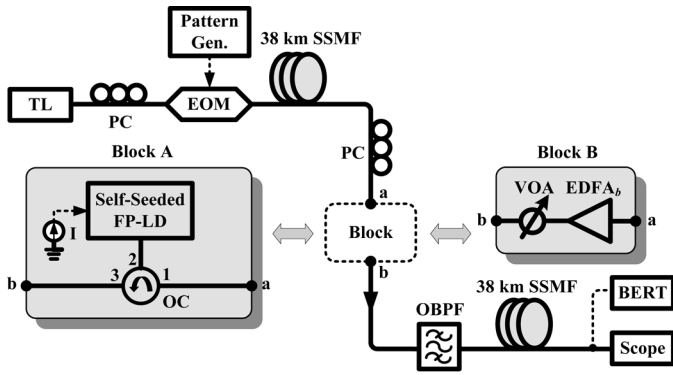 Pattern
Gen.
38 km SSMF
TL
PC
EOM
PC
Block A
Self-Seeded
FP-LD
I
2
3
1
b
a
OC
a
Block
b
Block B
VOA
EDFAb
b
a
OBPF
38 km SSMF
BERT
Scope